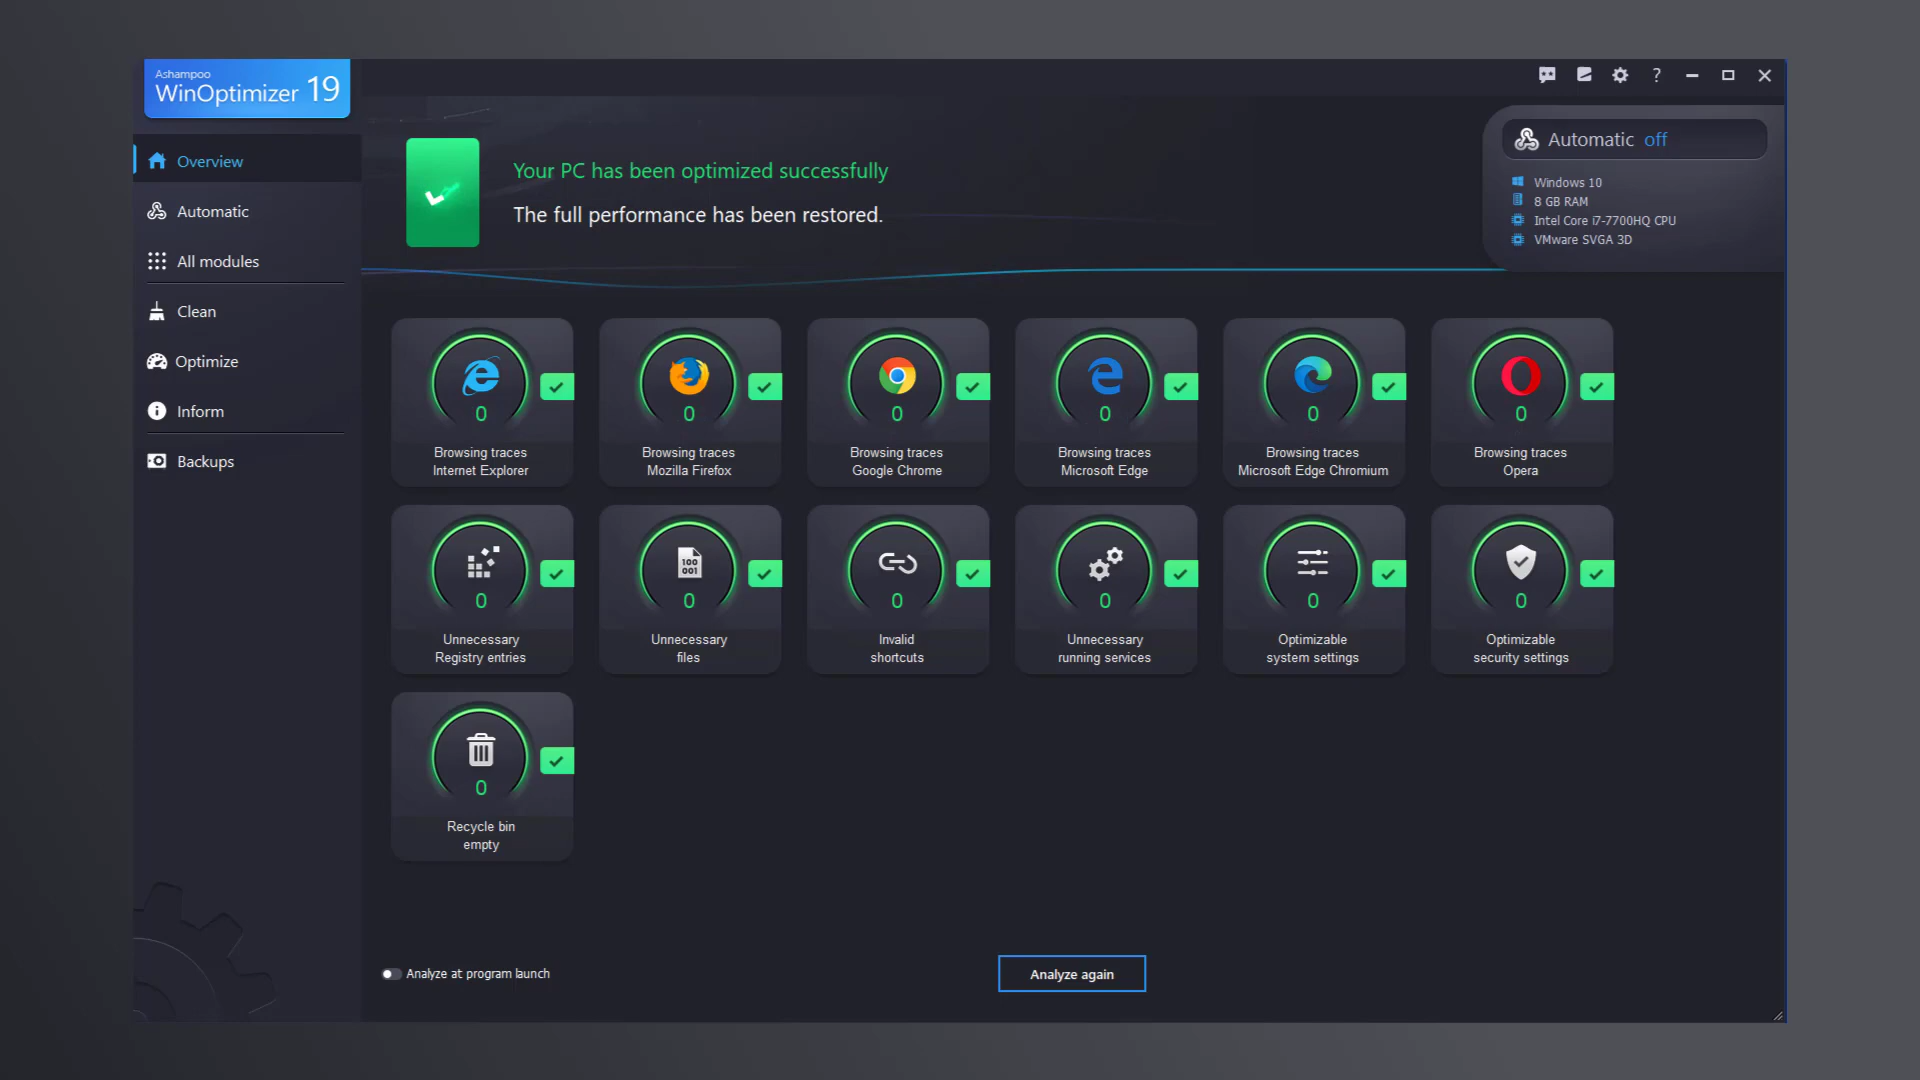 Ashampoo
WinOptimizer 19
?
Overview
Automatic
All modules
Clean
Optimize
Inform
Backups
Your PC has been optimized successfully
The full performance has been restored.
Automatic off
Windows 10
8 GB RAM
Intel Core i7-7700HQ CPU
VMware SVGA 3D
0
Browsing traces
Internet Explorer
0
Browsing traces
Mozilla Firefox
0
Browsing traces
Google Chrome
0
Browsing traces
Microsoft Edge
0
Browsing traces
Microsoft Edge Chromium
0
Browsing traces
Opera
0
Unnecessary
Registry entries
100
001
0
Unnecessary
files
0
Invalid
shortcuts
0
Unnecessary
running services
0
Optimizable
system settings
0
Optimizable
security settings
0
Recycle bin
empty
Analyze at program launch
Analyze again